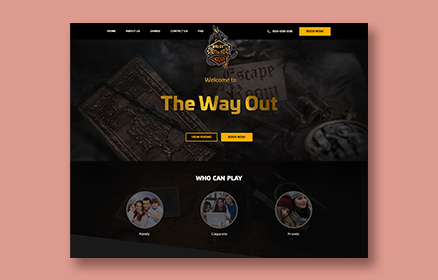 HOME ABOUT US GAMES CONTACT US FAQ BOOK NOW
Welcome to
Escape
Room
The Way Out
VIEW ROOMS BOOK NOW
WHO CAN PLAY
Family Corporate Friends